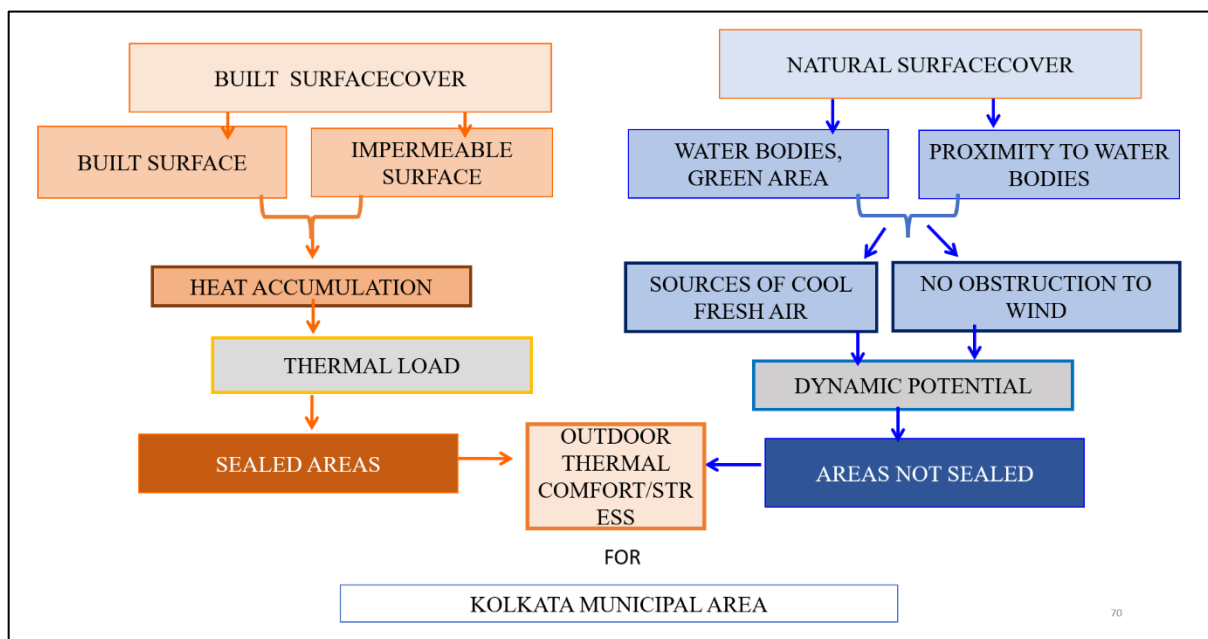 BUILT SURFACECOVER
NATURAL SURFACECOVER
BUILT SURFACE
IMPERMEABLE
SURFACE
WATER BODIES,
GREEN AREA
PROXIMITY TO WATER
BODIES
HEAT ACCUMULATION
SOURCES OF COOL
FRESH AIR
NO OBSTRUCTION TO
WIND
THERMAL LOAD
DYNAMIC POTENTIAL
SEALED AREAS
OUTDOOR
THERMAL
COMFORT/STR
ESS
AREAS NOT SEALED
FOR
KOLKATA MUNICIPAL AREA
70